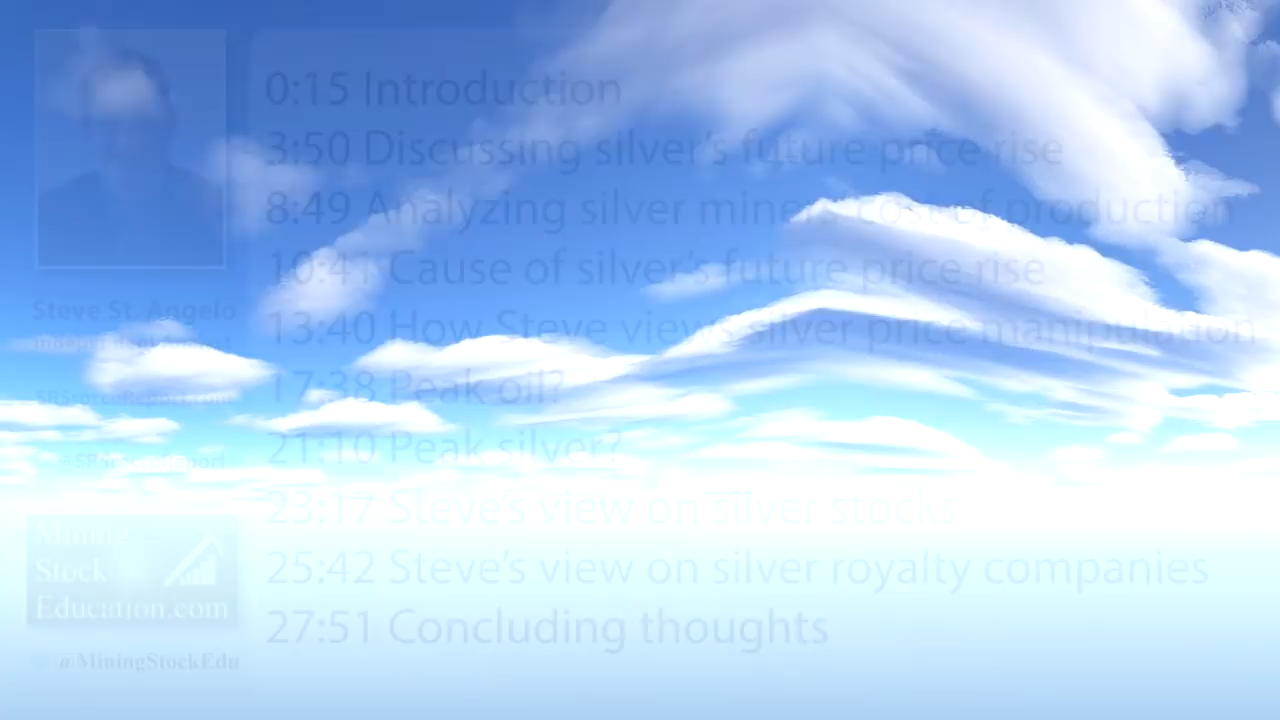 0:15 Introduction
3:50 Discussing silver's future price rise
8:49 Analyzing silver miners cost of production
10:41 Cause of silver's future price rise
13:40 How Steve views silver price manipulation
17:38 Peak oil?
21:10 Peak silver?
23:17 Steve's view on silver stocks
25:42 Steve's view on silver royalty companies
27:51 Concluding thoughts
Steve St. Angelo
SRSroccoReport.com
@SRSroccoReport
Mining
Stock
Education.com
@MiningStockEdu